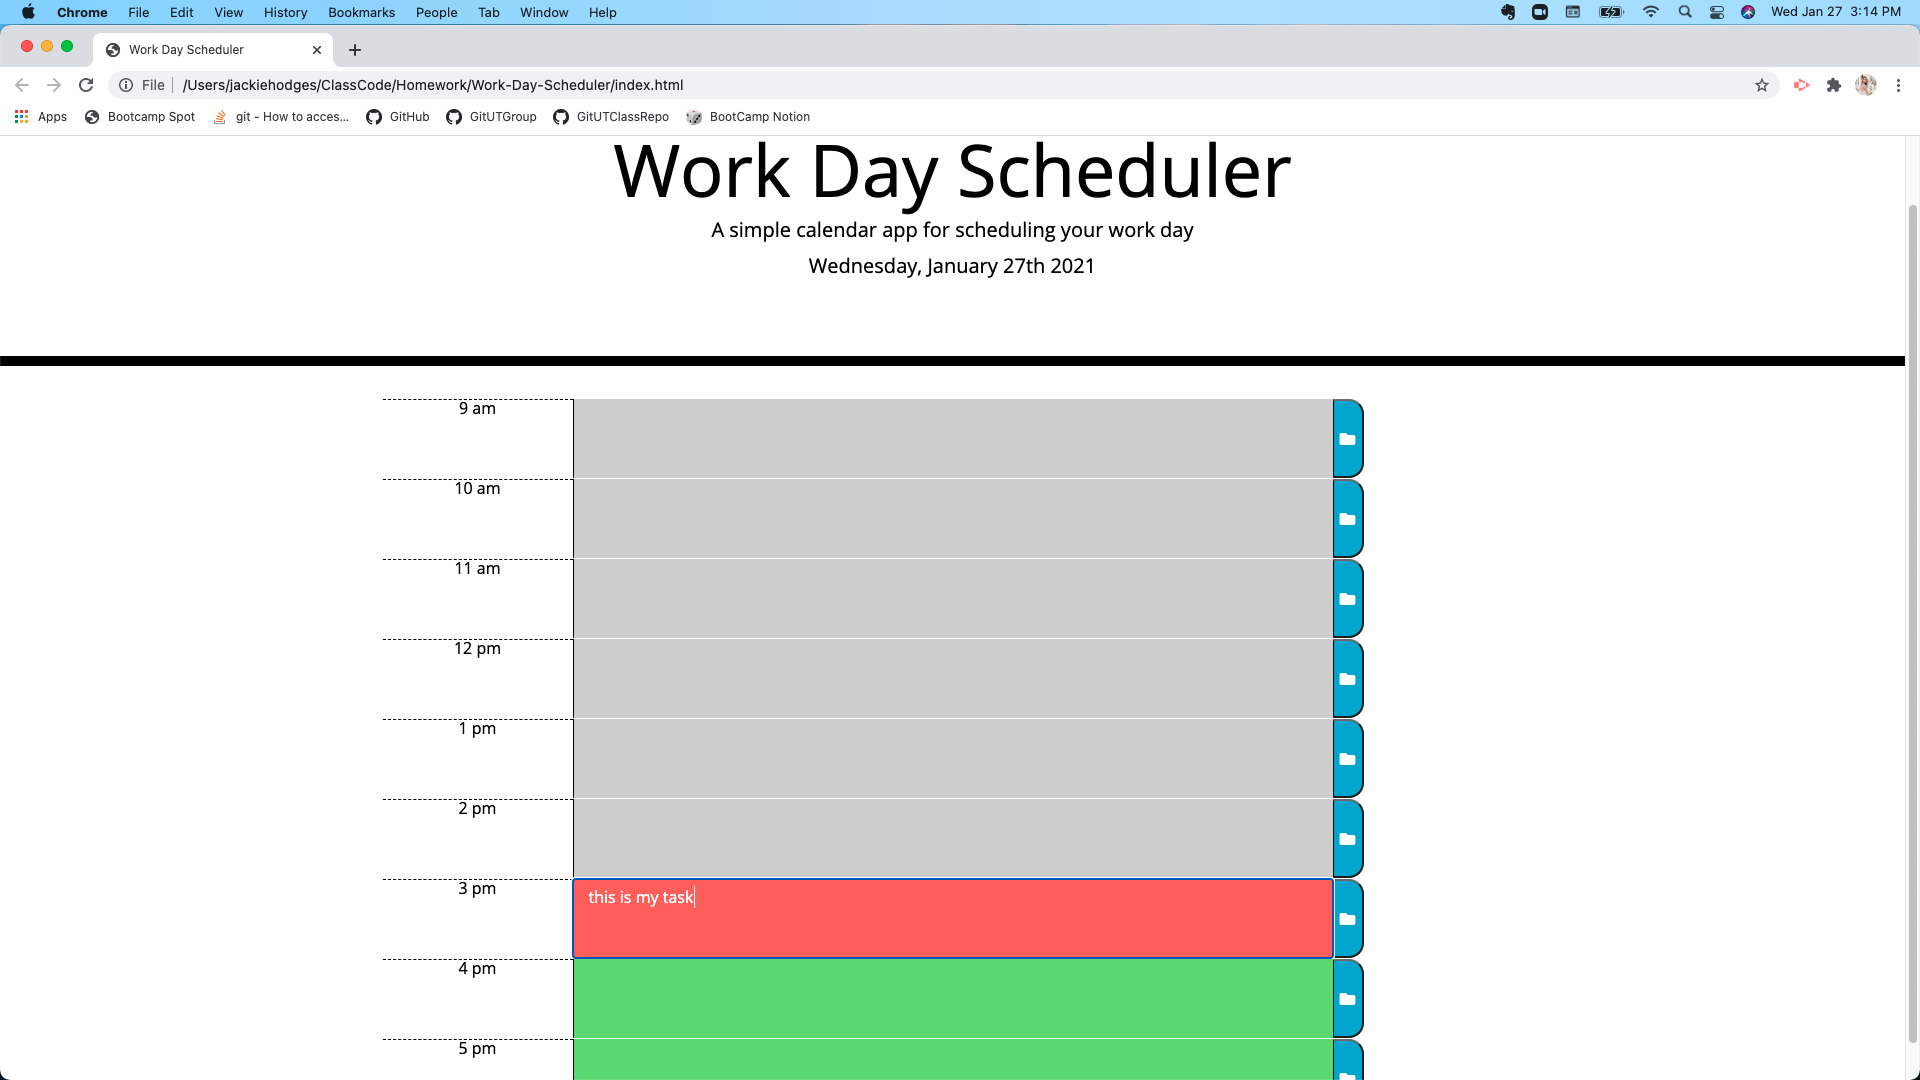 Chrome File Edit View History Bookmarks People Tab Window Help Wed Jan 27 3:14 PM
Work Day Scheduler
File /Users/jackiehodges/ClassCode/Homework/Work-Day-Scheduler/index.html
Apps Bootcamp Spot git - How to acces... GitHub GitUTGroup GitUTClassRepo BootCamp Notion
Work Day Scheduler
A simple calendar app for scheduling your work day
Wednesday, January 27th 2021
9 am
10 am
11 am
12 pm
1 pm
2 pm
3 pm this is my task
4 pm
5 pm